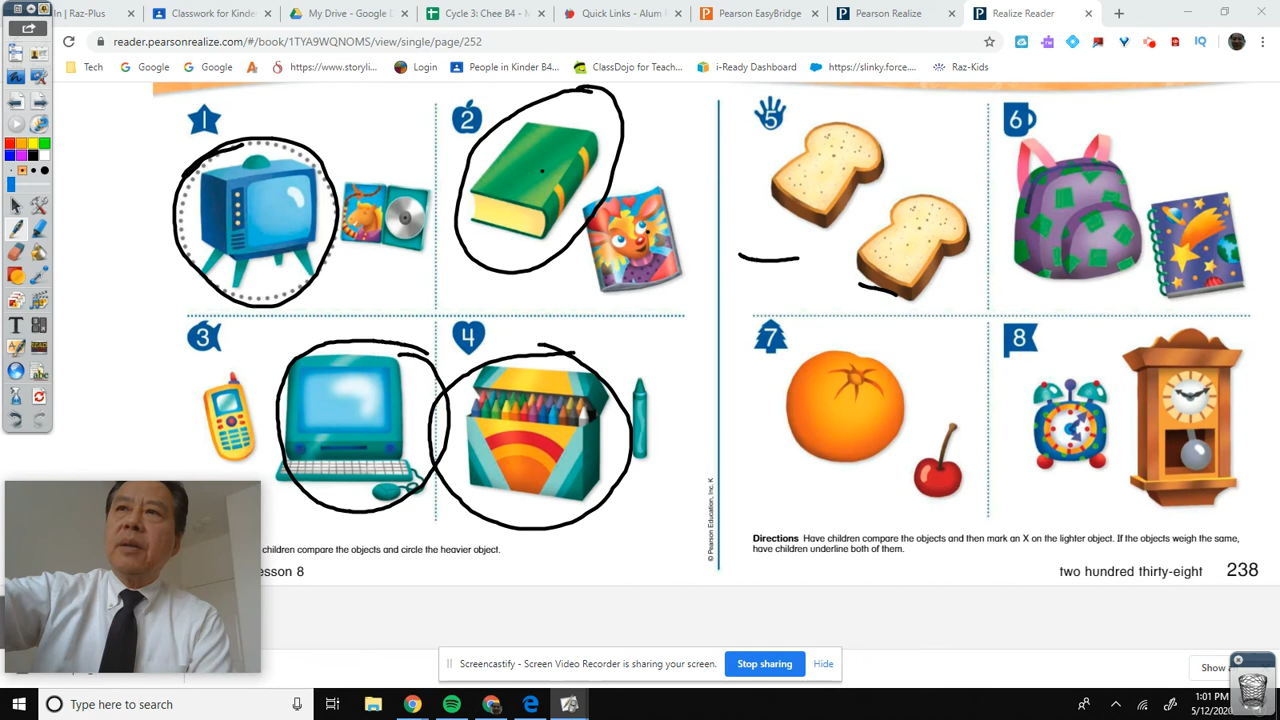 In | Raz-Plus
Classwork for Kinde
My Drive - Google D
Cycle
Chee B4 - M
Quick Links - Alum
Pearson EasyBridge
Pearson Realize
Realize Reader
reader.pearsonrealize.com/#/book/1TYA9WQNOMS/view/single/page/252
Tech
Google
Google
https://www.storyli...
Login
People in Kinder B4...
ClassDojo for Teach...
i-Ready Dashboard
https://slinky.force....
Raz-Kids
1
2
5
6
3
4
7
8
children compare the objects and circle the heavier object.
esson 8
© Pearson Education, Inc. K
Directions Have children compare the objects and then mark an X on the lighter object. If the objects weigh the same,
have children underline both of them.
two hundred thirty-eight 238
Screencastify - Screen Video Recorder is sharing your screen.
Stop sharing
Hide
Show
Type here to search
1:01 PM
5/12/2020